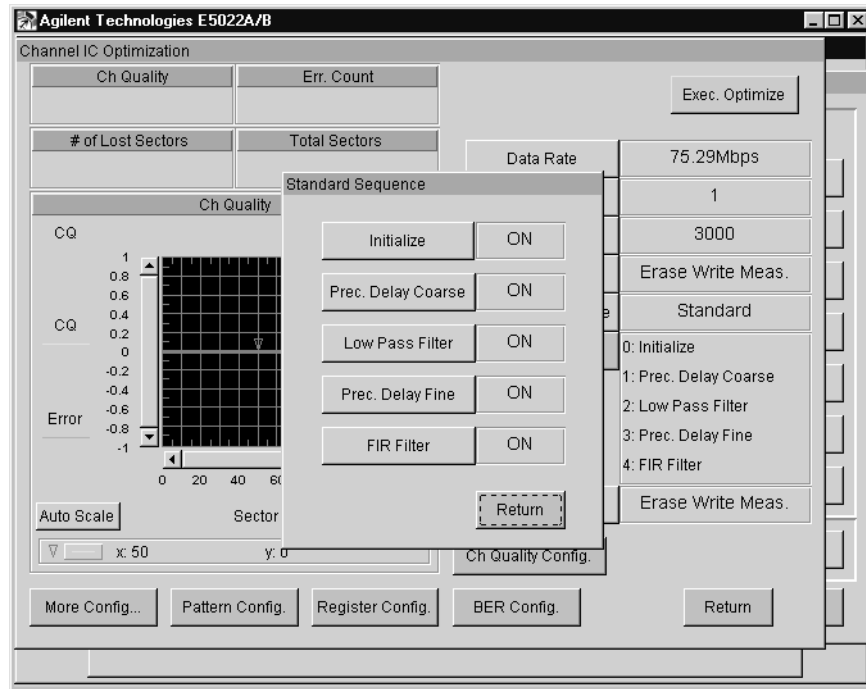 Agilent Technologies E5022A/B
Channel IC Optimization
Ch Quality
Err. Count
Exec. Optimize
# of Lost Sectors
Total Sectors
Data Rate
75.29Mbps
1
3000
Erase Write Meas.
Standard
0: Initialize
1: Prec. Delay Coarse
2: Low Pass Filter
3: Prec. Delay Fine
4: FIR Filter
Erase Write Meas.
Standard Sequence
Initialize
ON
Prec. Delay Coarse
ON
Low Pass Filter
ON
Prec. Delay Fine
ON
FIR Filter
ON
Return
Ch Quality
CQ
CQ
Error
1
0.8
0.6
0.4
0.2
0
-0.2
-0.4
-0.6
-0.8
-1
0 20 40
Auto Scale
Sector
x: 50
y:
Ch Quality Config.
More Config...
Pattern Config.
Register Config.
BER Config.
Return